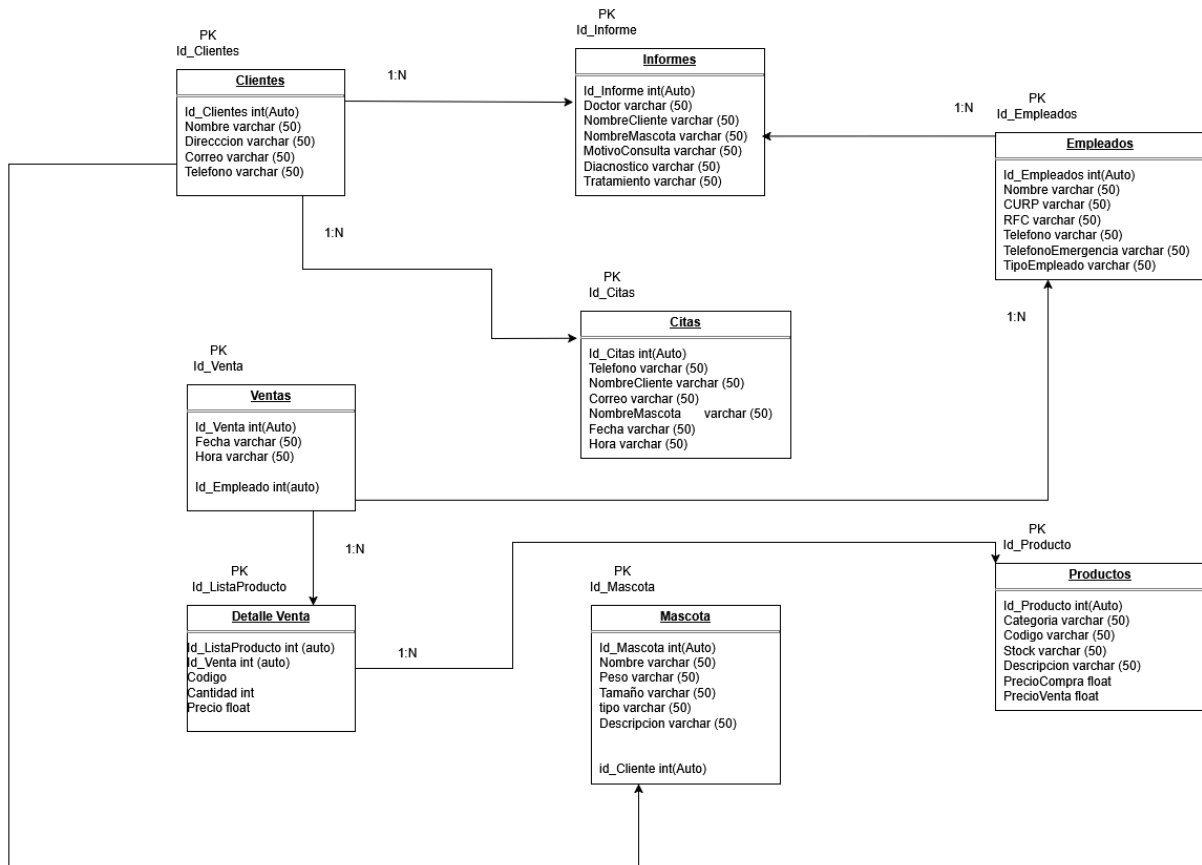 PK
Id_Clientes
Clientes
Id_Clientes int(Auto)
Nombre varchar (50)
Direcccion varchar (50)
Correo varchar (50)
Telefono varchar (50)
1:N
PK
Id_Informe
Informes
Id_Informe int(Auto)
Doctor varchar (50)
NombreCliente varchar (50)
NombreMascota varchar (50)
MotivoConsulta varchar (50)
Diacnostico varchar (50)
Tratamiento varchar (50)
1:N
PK
Id_Empleados
Empleados
Id_Empleados int(Auto)
Nombre varchar (50)
CURP varchar (50)
RFC varchar (50)
Telefono varchar (50)
TelefonoEmergencia varchar (50)
TipoEmpleado varchar (50)
1:N
1:N
PK
Id_Citas
Citas
Id_Citas int(Auto)
Telefono varchar (50)
NombreCliente varchar (50)
Correo varchar (50)
NombreMascota varchar (50)
Fecha varchar (50)
Hora varchar (50)
PK
Id_Venta
Ventas
Id_Venta int(Auto)
Fecha varchar (50)
Hora varchar (50)
Id_Empleado int(auto)
1:N
PK
Id_ListaProducto
Detalle Venta
Id_ListaProducto int (auto)
Id_Venta int (auto)
Codigo
Cantidad int
Precio float
1:N
PK
Id_Mascota
Mascota
Id_Mascota int(Auto)
Nombre varchar (50)
Peso varchar (50)
Tamaño varchar (50)
tipo varchar (50)
Descripcion varchar (50)
id_Cliente int(Auto)
PK
Id_Producto
Productos
Id_Producto int(Auto)
Categoria varchar (50)
Codigo varchar (50)
Stock varchar (50)
Descripcion varchar (50)
PrecioCompra float
PrecioVenta float